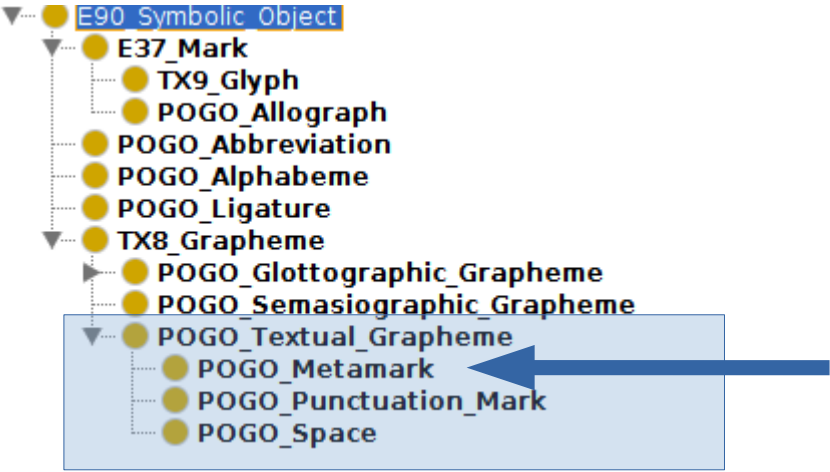 E90_Symbolic_Object
E37_Mark
TX9_Glyph
POGO_Allograph
POGO_Abbreviation
POGO_Alphabeme
POGO_Ligature
TX8_Grapheme
POGO_Glottographic_Grapheme
POGO_Semasiographic_Grapheme
POGO_Textual_Grapheme
POGO_Metamark
POGO_Punctuation_Mark
POGO_Space